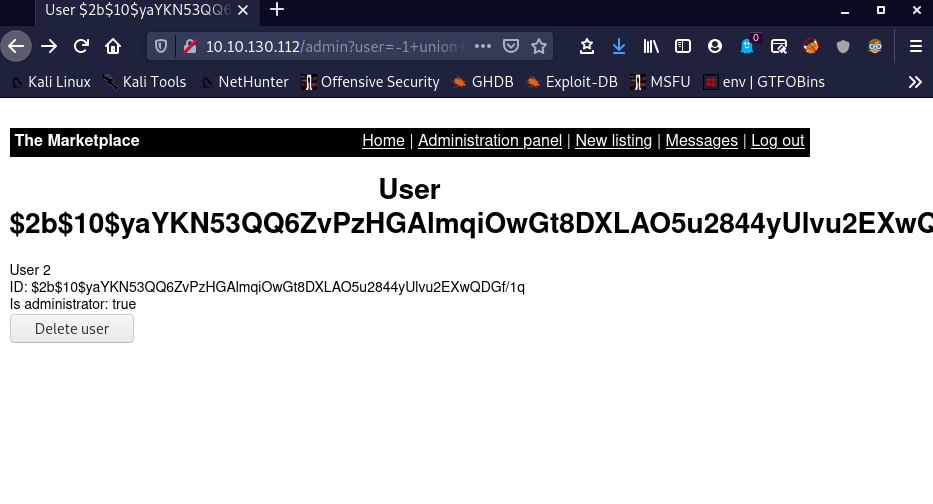 User $2b$10$yaYKN53QQ6
10.10.130.112/admin?user=-1+union+
0
Kali Linux Kali Tools NetHunter Offensive Security GHDB Exploit-DB MSFU env | GTFOBins
The Marketplace Home | Administration panel | New listing | Messages | Log out
User
$2b$10$yaYKN53QQ6ZvPzHGAlmqiOwGt8DXLAO5u2844yUlvu2EXwQ
User 2
ID: $2b$10$yaYKN53QQ6ZvPzHGAlmqiOwGt8DXLAO5u2844yUlvu2EXwQDGf/1q
Is administrator: true
Delete user